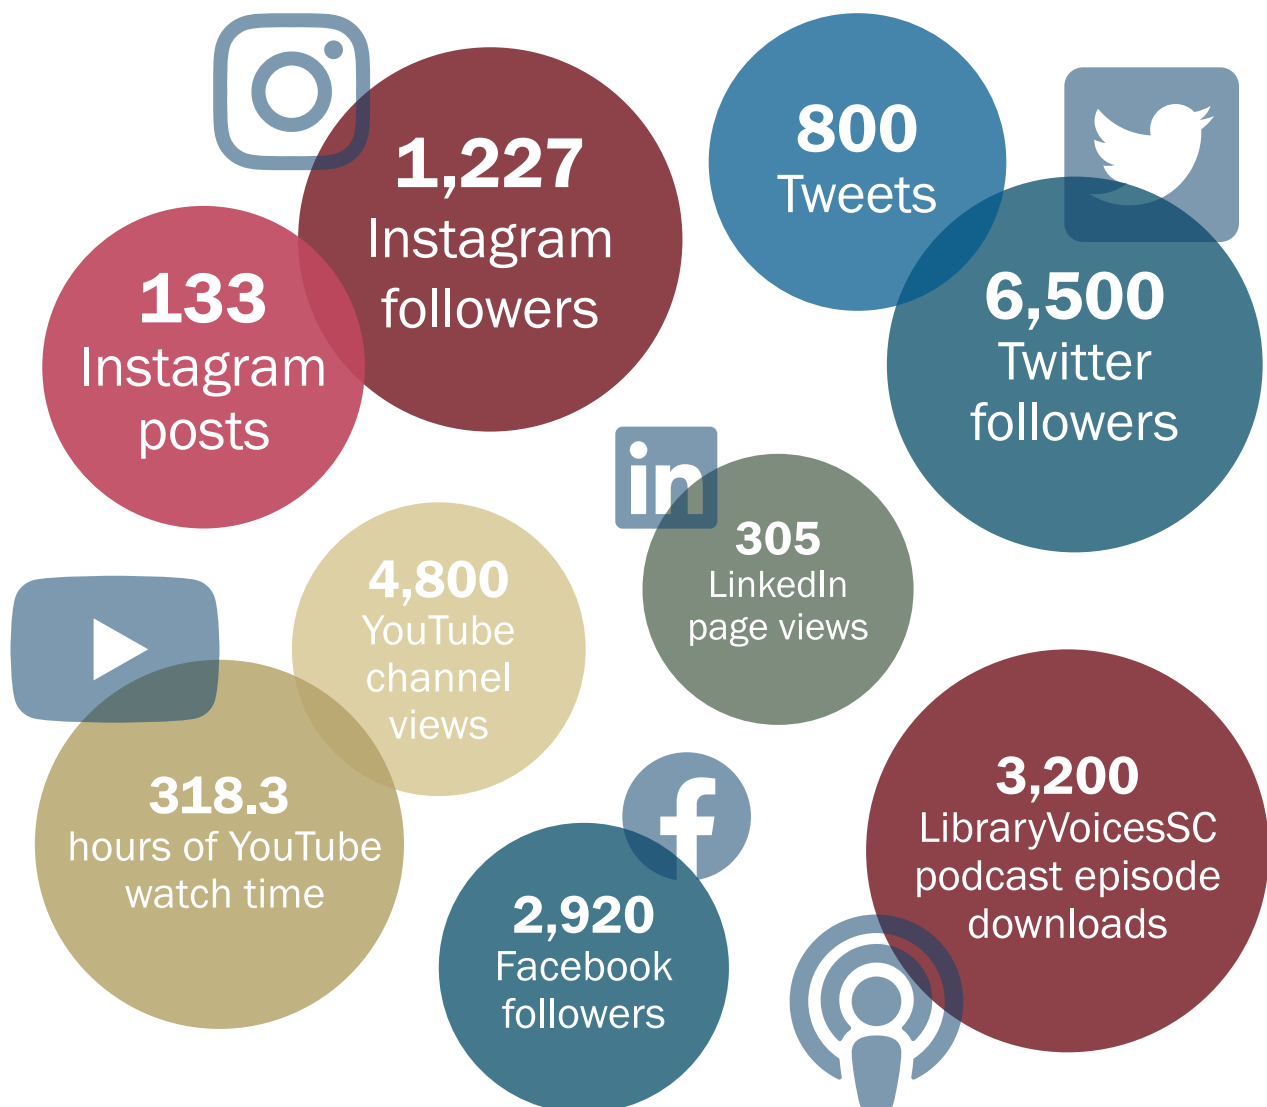 1,227
Instagram
followers
133
Instagram
posts
800
Tweets
6,500
Twitter
followers
in
305
LinkedIn
page views
4,800
YouTube
channel
views
318.3
hours of YouTube
watch time
f
2,920
Facebook
followers
3,200
LibraryVoicesSC
podcast episode
downloads